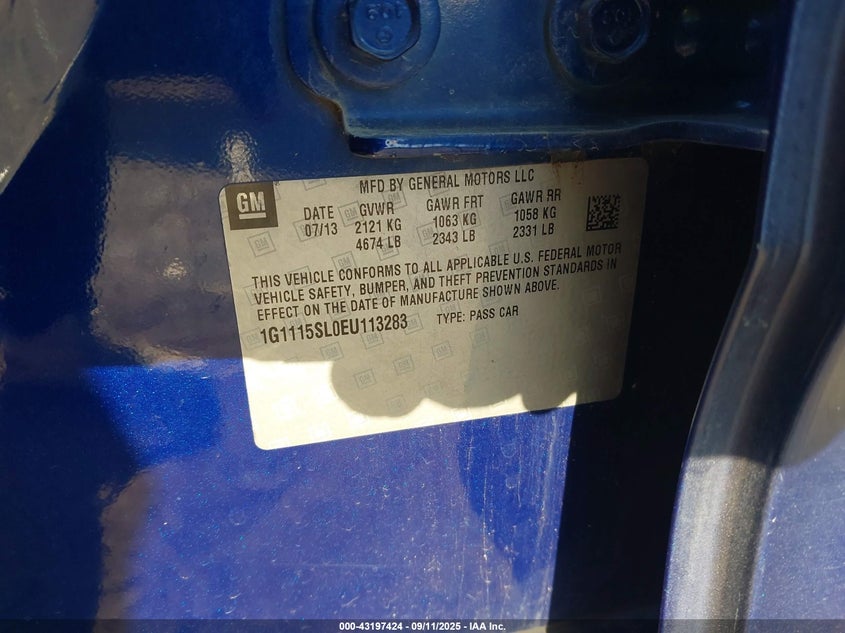 GM
MFD BY GENERAL MOTORS LLC
DATE GVWR GAWR FRT GAWR RR
07/13 2121 KG 1063 KG 1058 KG
4674 LB 2343 LB 2331 LB
THIS VEHICLE CONFORMS TO ALL APPLICABLE U.S. FEDERAL MOTOR
VEHICLE SAFETY, BUMPER, AND THEFT PREVENTION STANDARDS IN
EFFECT ON THE DATE OF MANUFACTURE SHOWN ABOVE.
1G1115SL0EU113283 TYPE: PASS CAR
000-43197424 - 09/11/2025 - IAA Inc.